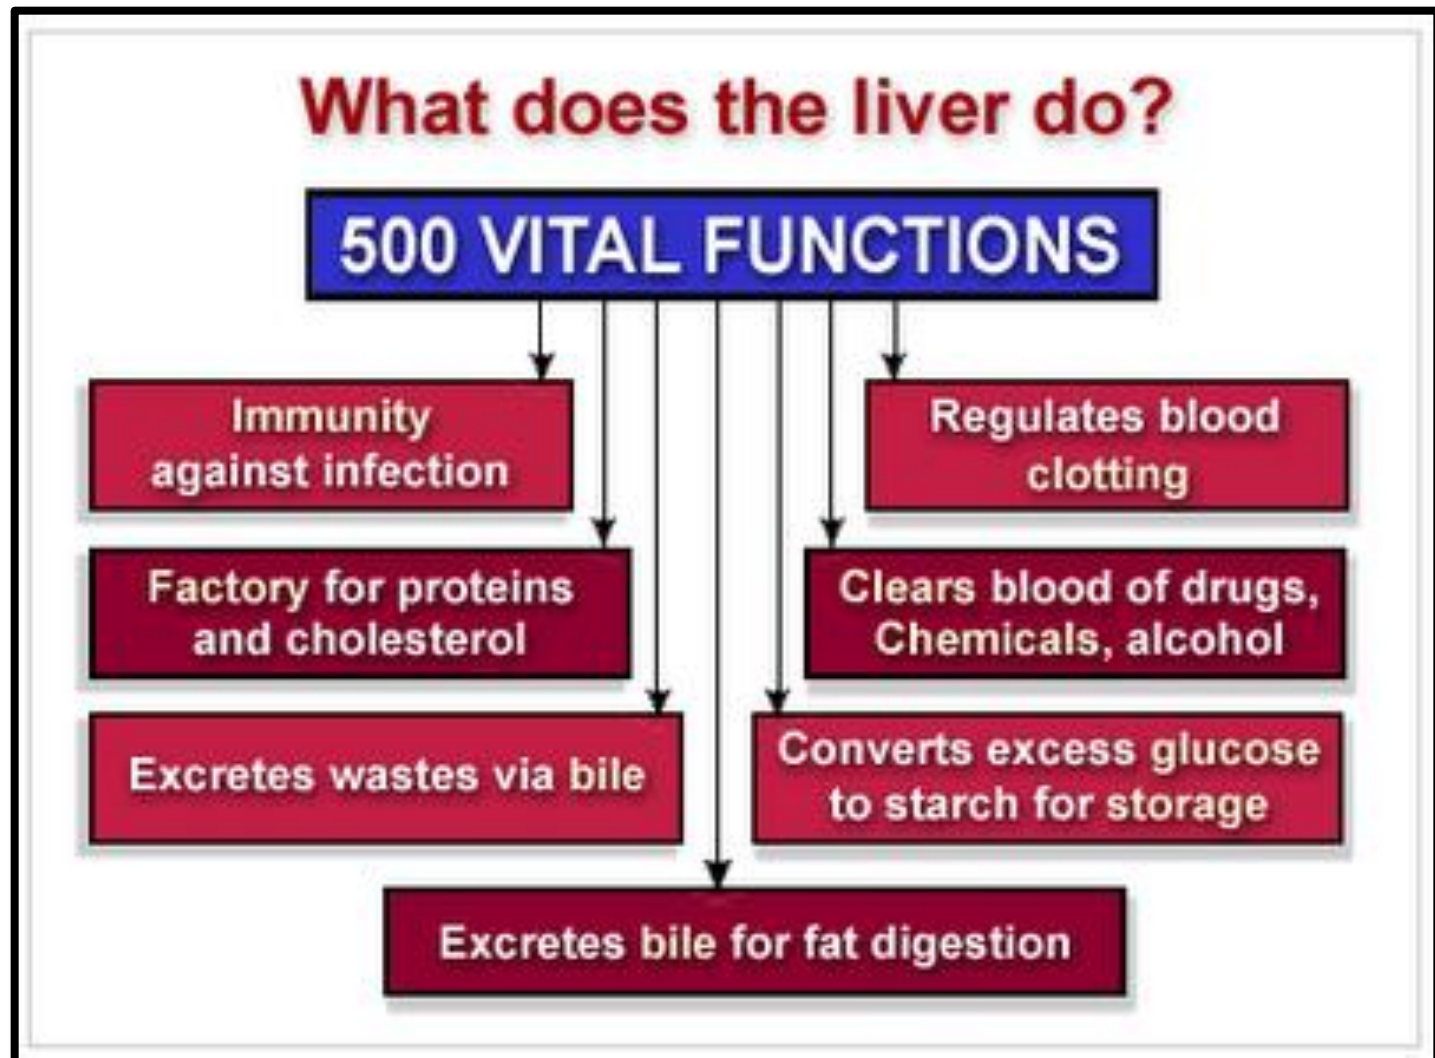 What does the liver do?
500 VITAL FUNCTIONS
Immunity
against infection
Regulates blood
clotting
Factory for proteins
and cholesterol
Clears blood of drugs,
Chemicals, alcohol
Excretes wastes via bile
Converts excess glucose
to starch for storage
Excretes bile for fat digestion